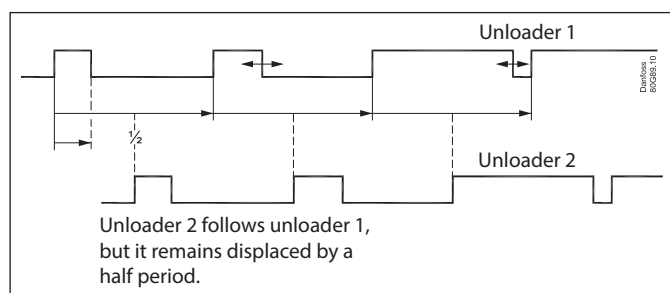 Unloader 1
Danfoss
80G89.10
½
Unloader 2
Unloader 2 follows unloader 1,
but it remains displaced by a
half period.